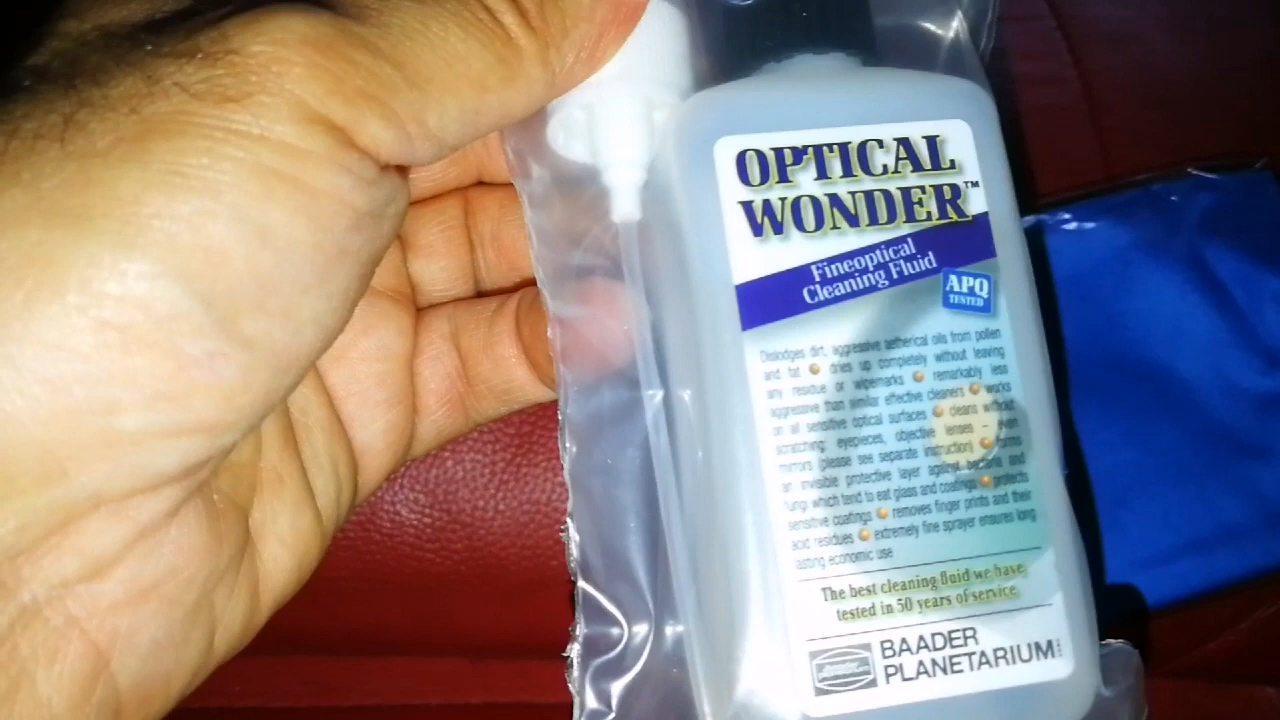 OPTICAL
WONDER™
Fineoptical
Cleaning Fluid
APQ
TESTED
Dislodges dirt, aggressive aetherical oils from pollen
and fat dries up completely without leaving
any residue or wipemarks remarkably less
aggressive than similar effective cleaners works
on all sensitive optical surfaces cleans without
scratching: eyepieces, objective lenses - even
mirrors (please see separate instruction) forms
an invisible protective layer against bacteria and
fungi which tend to eat glass and coatings protects
sensitive coatings removes finger prints and their
acid residues extremely fine sprayer ensures long
lasting economic use
The best cleaning fluid we have
tested in 50 years of service
BAADER
PLANETARIUM